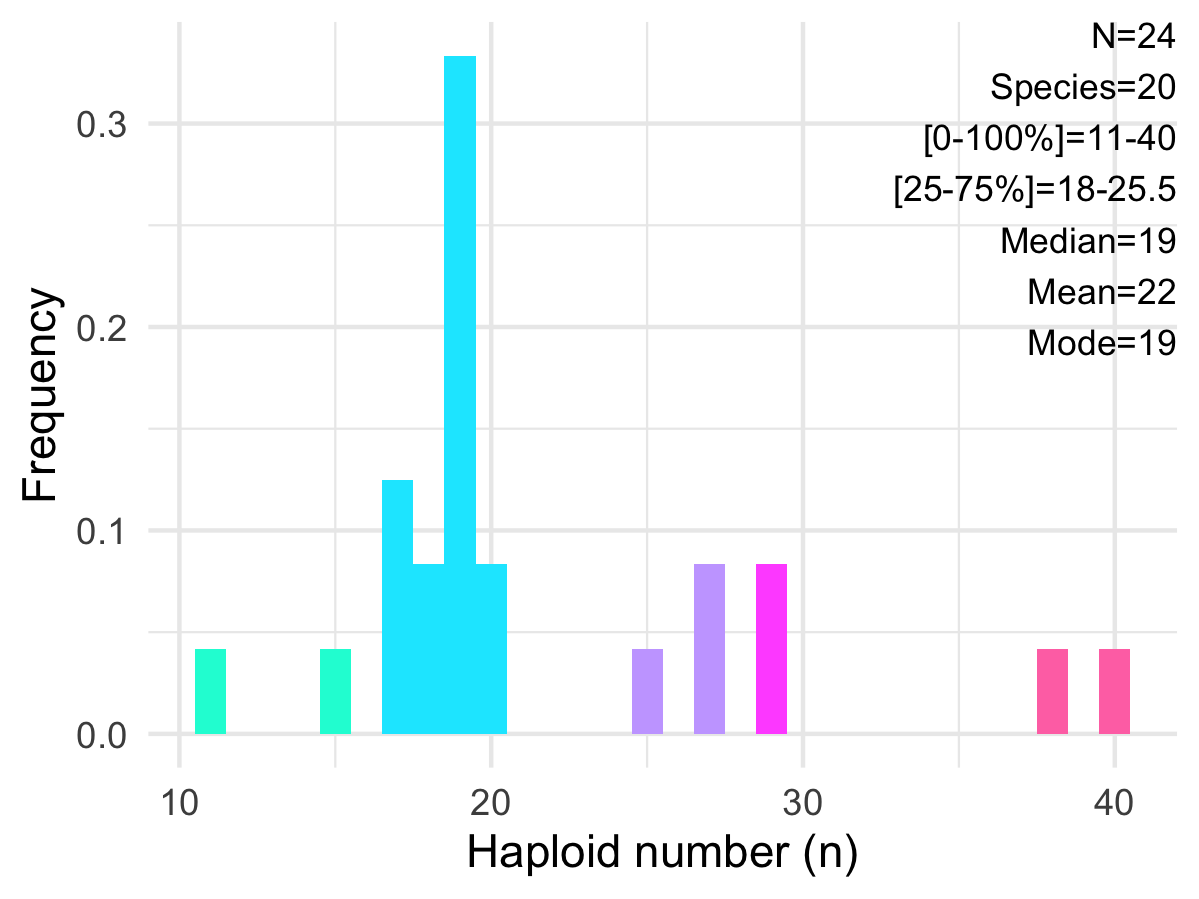 N=24
Species=20
[0-100%]=11-40
[25-75%]=18-25.5
Median=19
Mean=22
Mode=19
Frequency
0.3
0.2
0.1
0.0
10 20 30 40
Haploid number (n)